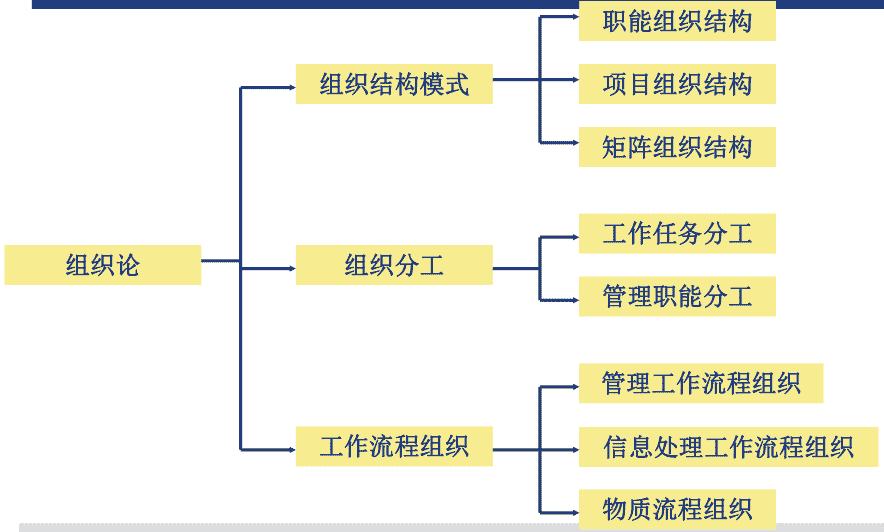 组织论
组织结构模式
职能组织结构
项目组织结构
矩阵组织结构
组织分工
工作任务分工
管理职能分工
工作流程组织
管理工作流程组织
信息处理工作流程组织
物质流程组织